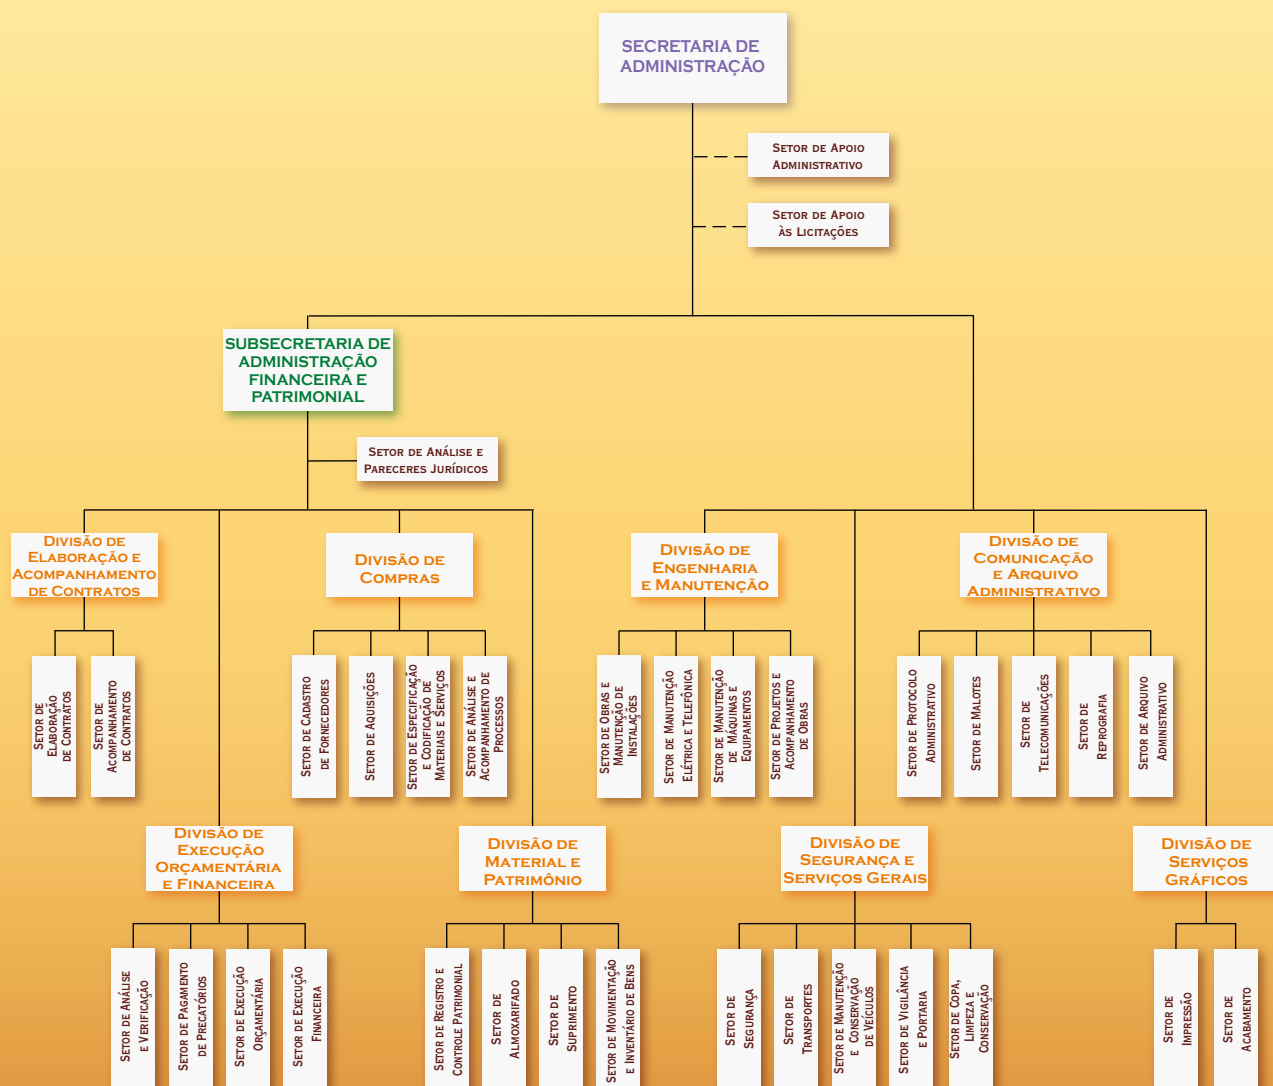 SECRETARIA DE
ADMINISTRAÇÃO
Setor de Apoio
Administrativo
Setor de Apoio
às Licitações
SUBSECRETARIA DE
ADMINISTRAÇÃO
FINANCEIRA E
PATRIMONIAL
Setor de Análise e
Pareceres Jurídicos
Divisão de
Elaboração e
Acompanhamento
de Contratos
Divisão de
Compras
Divisão de
Engenharia
e Manutenção
Divisão de
Comunicação
e Arquivo
Administrativo
Setor de
Elaboração
de Contratos
Setor de
Acompanhamento
de Contratos
Setor de Cadastro
de Fornecedores
Setor de Aquisições
Setor de Especificação
e Codificação de
Materiais e Serviços
Setor de Análise e
Acompanhamento de
Processos
Setor de Obras e
Manutenção de
Instalações
Setor de Manutenção
Elétrica e Telefônica
Setor de Manutenção
de Máquinas e
Equipamentos
Setor de Projetos e
Acompanhamento
de Obras
Setor de Protocolo
Administrativo
Setor de Malotes
Setor de
Telecomunicações
Setor de
Reprografia
Setor de Arquivo
Administrativo
Divisão de
Execução
Orçamentária
e Financeira
Divisão de
Material e
Patrimônio
Divisão de
Segurança e
Serviços Gerais
Divisão de
Serviços
Gráficos
Setor de Análise
e Verificação
Setor de Pagamento
de Precatórios
Setor de Execução
Orçamentária
Setor de Execução
Financeira
Setor de Registro e
Controle Patrimonial
Setor de
Almoxarifado
Setor de
Suprimento
Setor de Movimentação
e Inventário de Bens
Setor de
Segurança
Setor de
Transportes
Setor de Manutenção
e Conservação
de Veículos
Setor de Vigilância
e Portaria
Setor de Copa,
Limpeza e
Conservação
Setor de
Impressão
Setor de
Acabamento